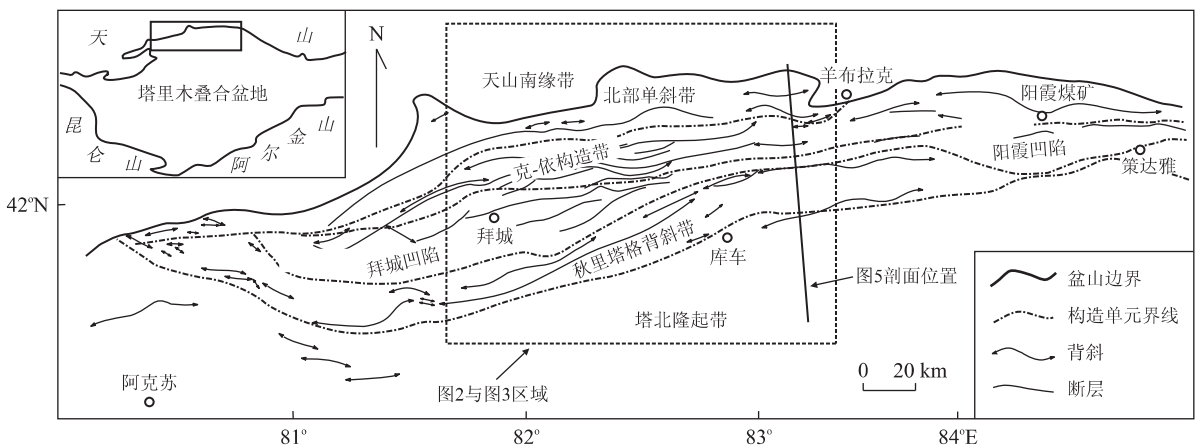 天 山
塔里木叠合盆地
昆仑山
阿尔金山
N
天山南缘带
北部单斜带
羊布拉克
阳霞煤矿
克-依构造带
阳霞凹陷
策达雅
42°N
拜城
拜城凹陷
秋里塔格背斜带
库车
图5剖面位置
塔北隆起带
阿克苏
图2与图3区域
0 20 km
盆山边界
构造单元界线
背斜
断层
81° 82° 83° 84°E